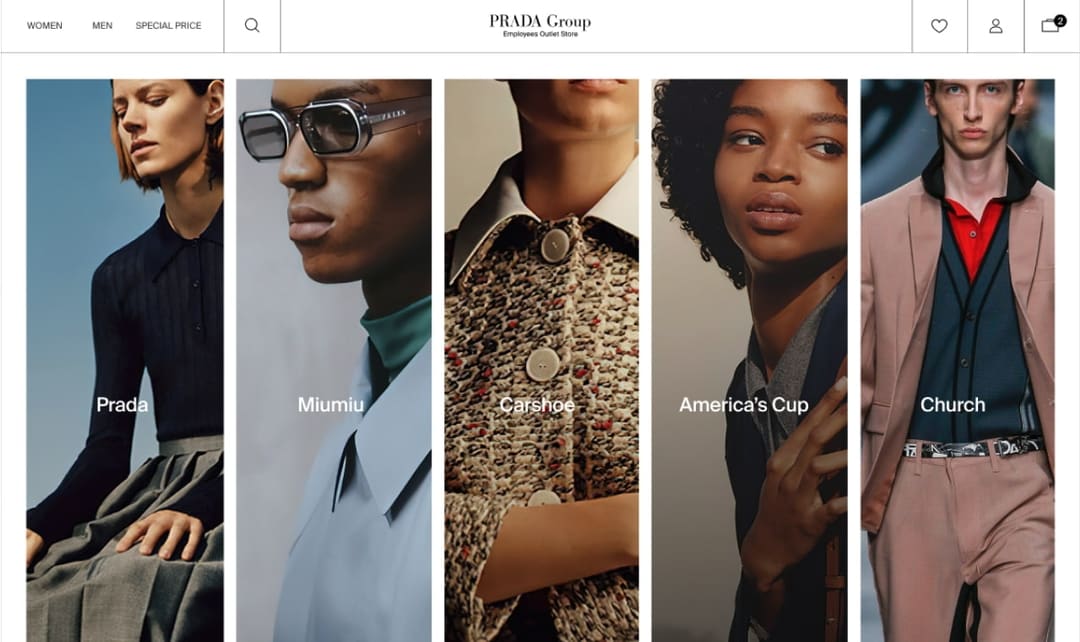 WOMEN
MEN
SPECIAL PRICE
PRADA Group
Employees Outlet Store
2
Prada
Miumiu
Carshoe
America's Cup
Church